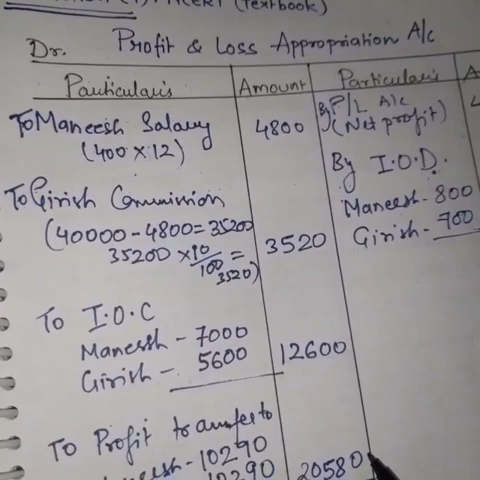 (Textbook)
Dr. Profit & Loss Appropriation A/c
Particulars Amount Particulars A
To Maneesh Salary 4800
(400 x 12)
By P/L A/c
(Net profit)
To Girish Commission
(40000 - 4800 = 35200
35200 x 10/100 = 3520) 3520
By I.O.D.
Maneesh - 800
Girish - 700
To I.O.C
Maneesh - 7000
Girish - 5600 12600
To Profit transfer to
10290
10290 20580